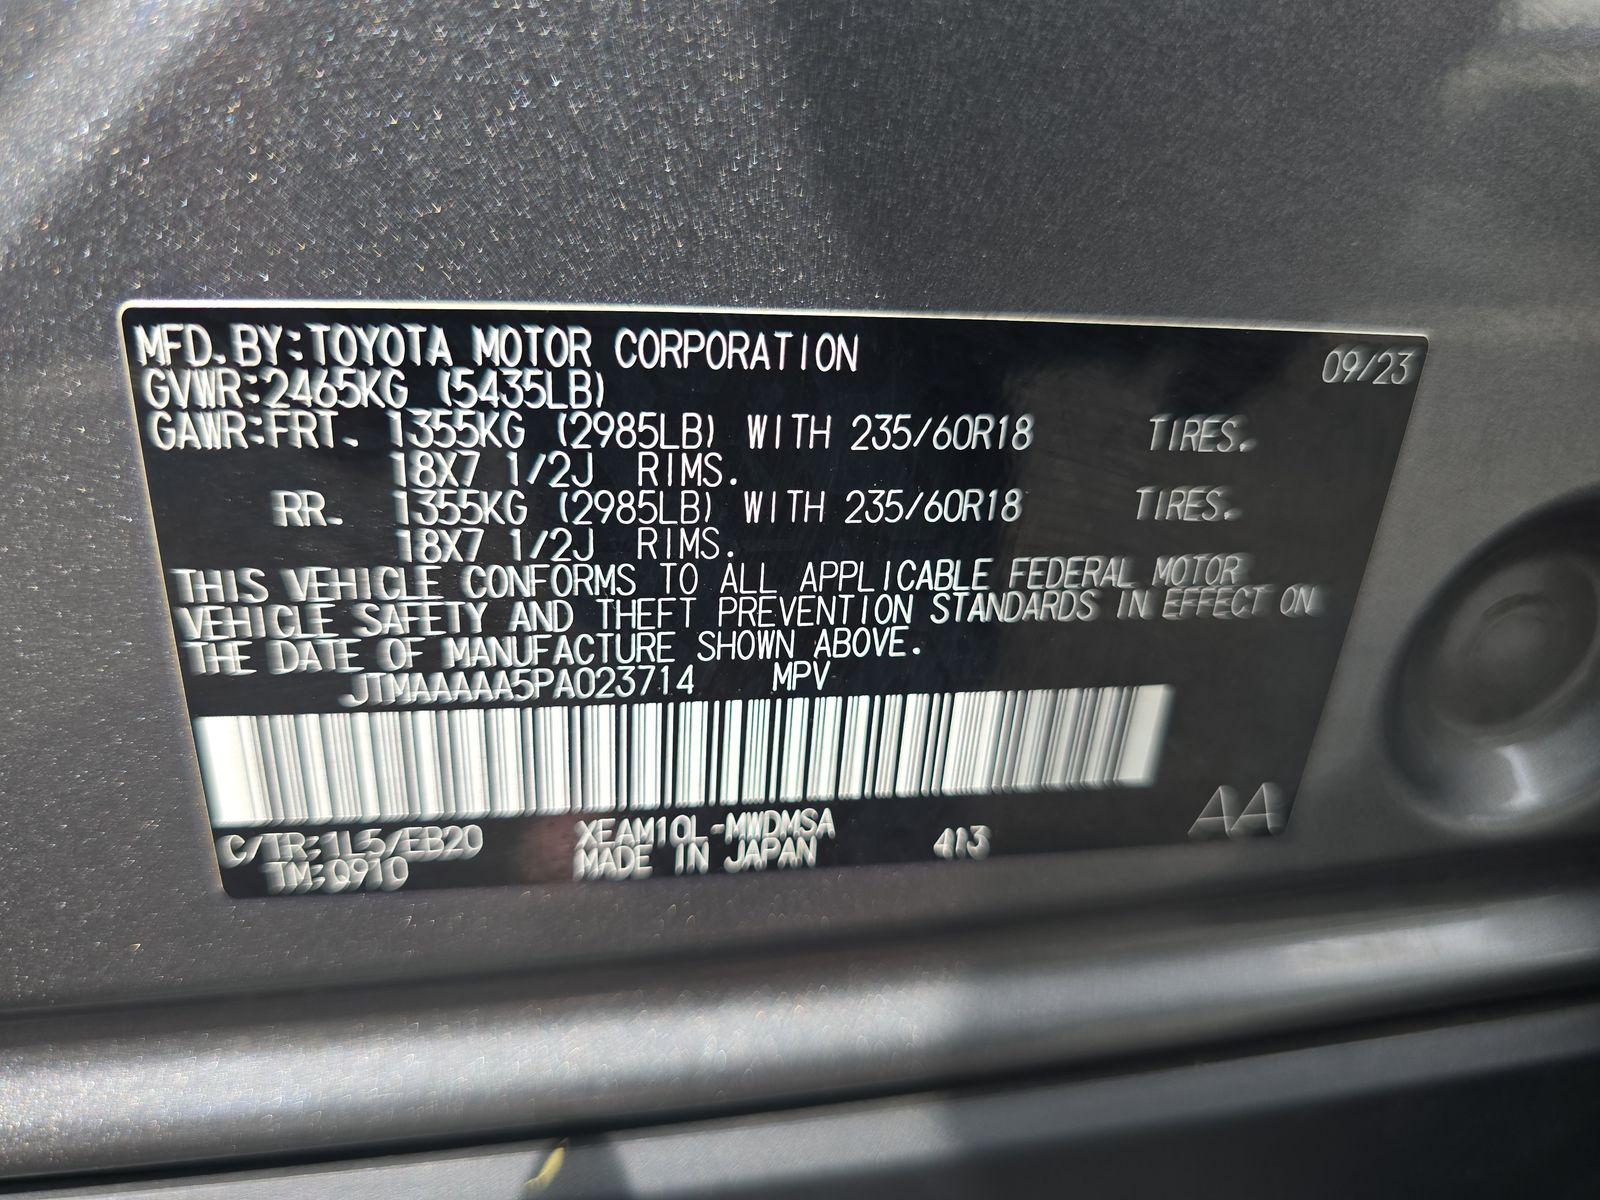 MFD. BY: TOYOTA MOTOR CORPORATION 09/23
GVWR: 2465KG (5435LB)
GAWR: FRT. 1355KG (2985LB) WITH 235/60R18 TIRES.
18X7 1/2J RIMS.
RR. 1355KG (2985LB) WITH 235/60R18 TIRES.
18X7 1/2J RIMS.
THIS VEHICLE CONFORMS TO ALL APPLICABLE FEDERAL MOTOR
VEHICLE SAFETY AND THEFT PREVENTION STANDARDS IN EFFECT ON
THE DATE OF MANUFACTURE SHOWN ABOVE.
JTMAAAAA5PA023714 MPV
C/TR: 1L5/EB20 XEAM10L-MWDMSA 413 AA
TM: Q910 MADE IN JAPAN